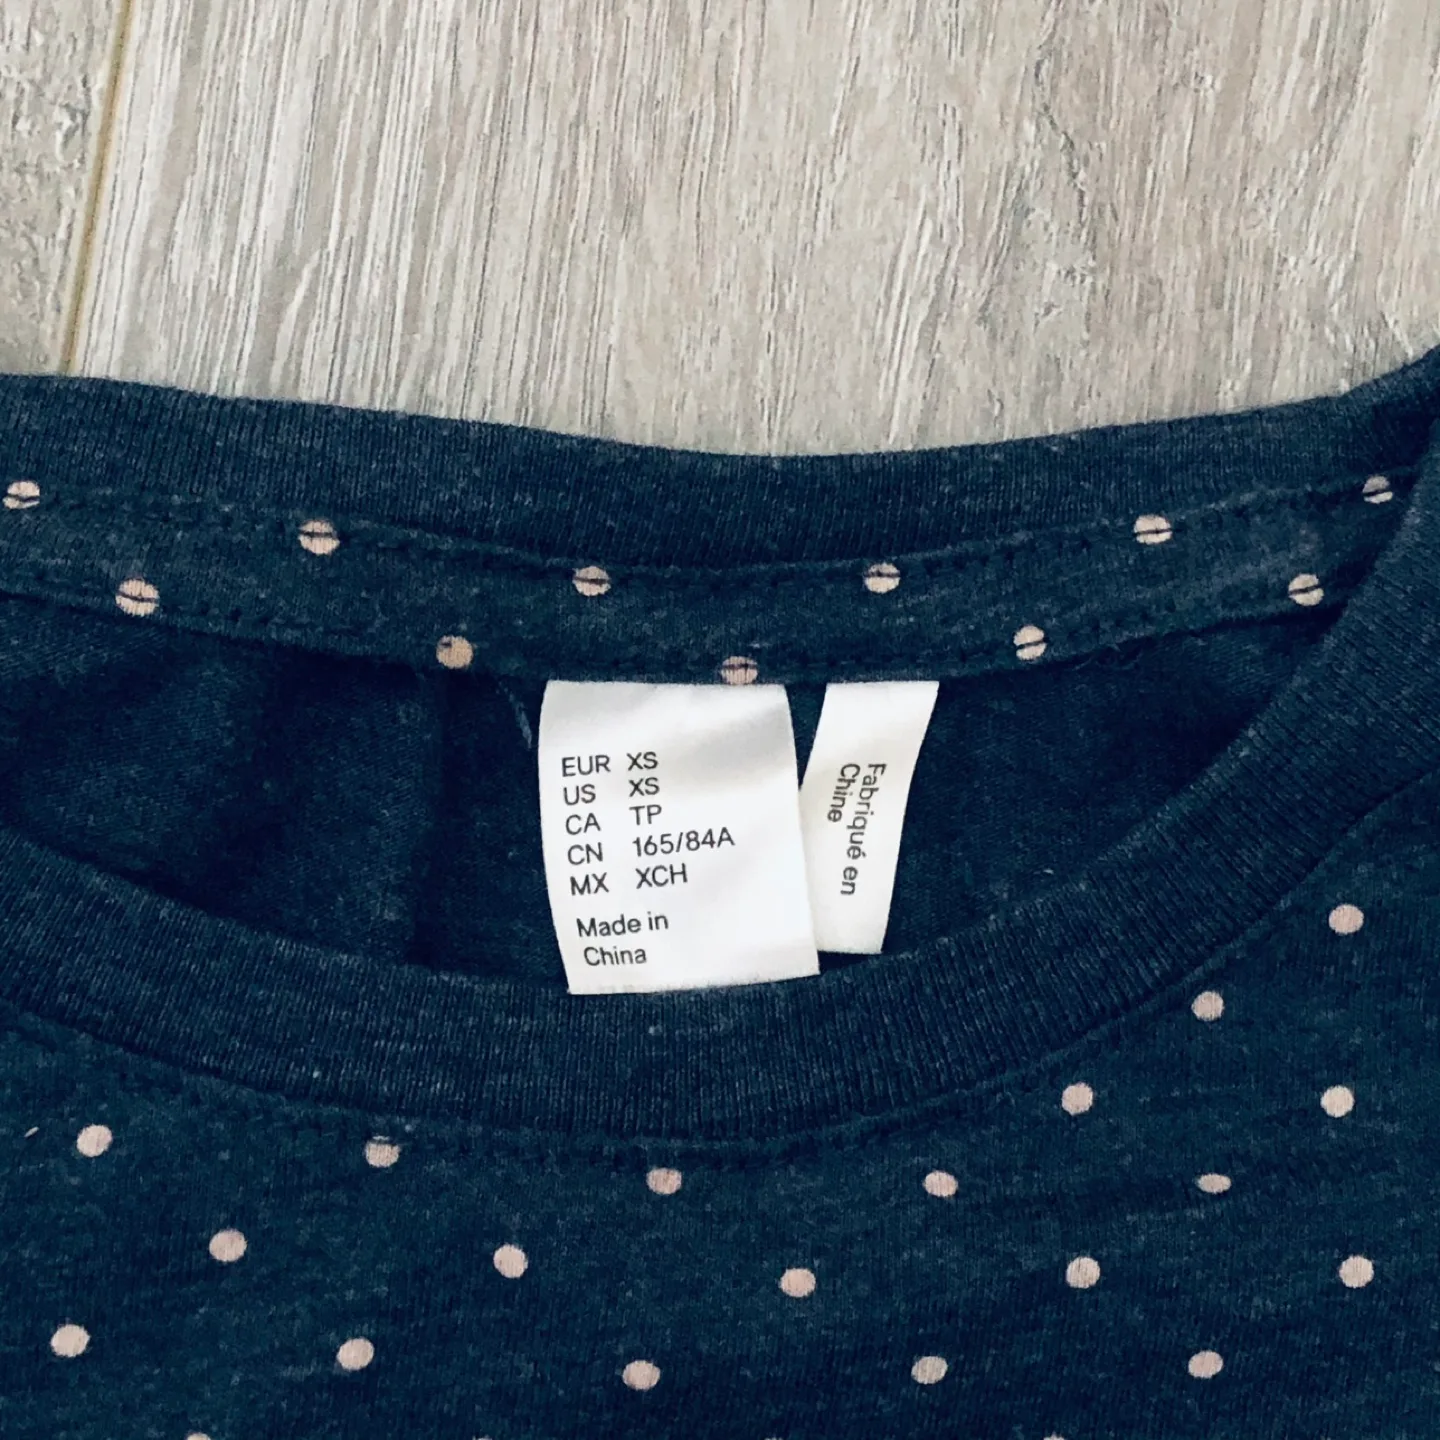 EUR XS
US XS
CA TP
CN 165/84A
MX XCH
Made in
China
Fabriqué en
Chine